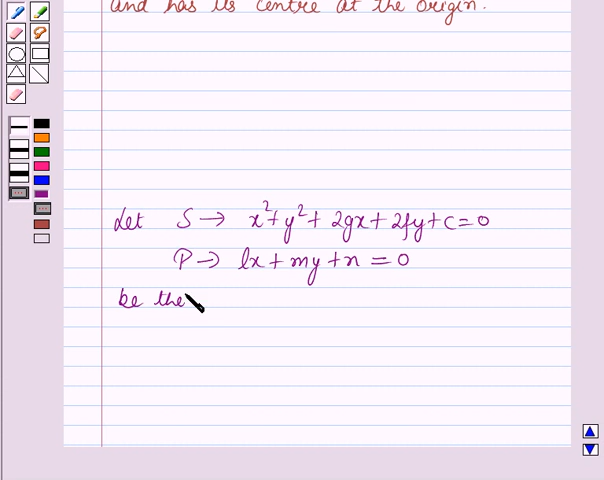 and has its centre at the origin.
Let S → x²+y²+2gx+2fy+c=0
P → lx+my+n=0
be the